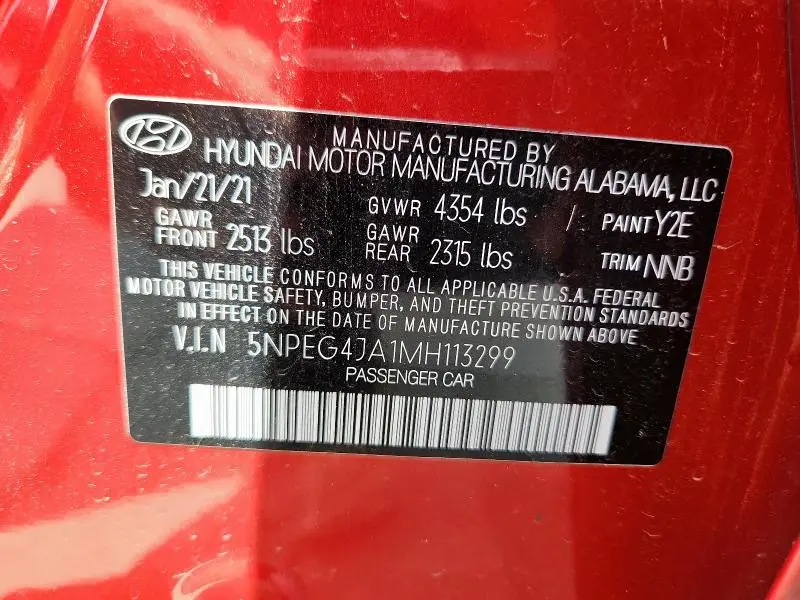 MANUFACTURED BY
HYUNDAI MOTOR MANUFACTURING ALABAMA, LLC
Jan/21/21 GVWR 4354 lbs / PAINT Y2E
GAWR FRONT 2513 lbs GAWR REAR 2315 lbs TRIM NNB
THIS VEHICLE CONFORMS TO ALL APPLICABLE U.S.A. FEDERAL
MOTOR VEHICLE SAFETY, BUMPER, AND THEFT PREVENTION STANDARDS
IN EFFECT ON THE DATE OF MANUFACTURE SHOWN ABOVE
V.I.N 5NPEG4JA1MH113299
PASSENGER CAR